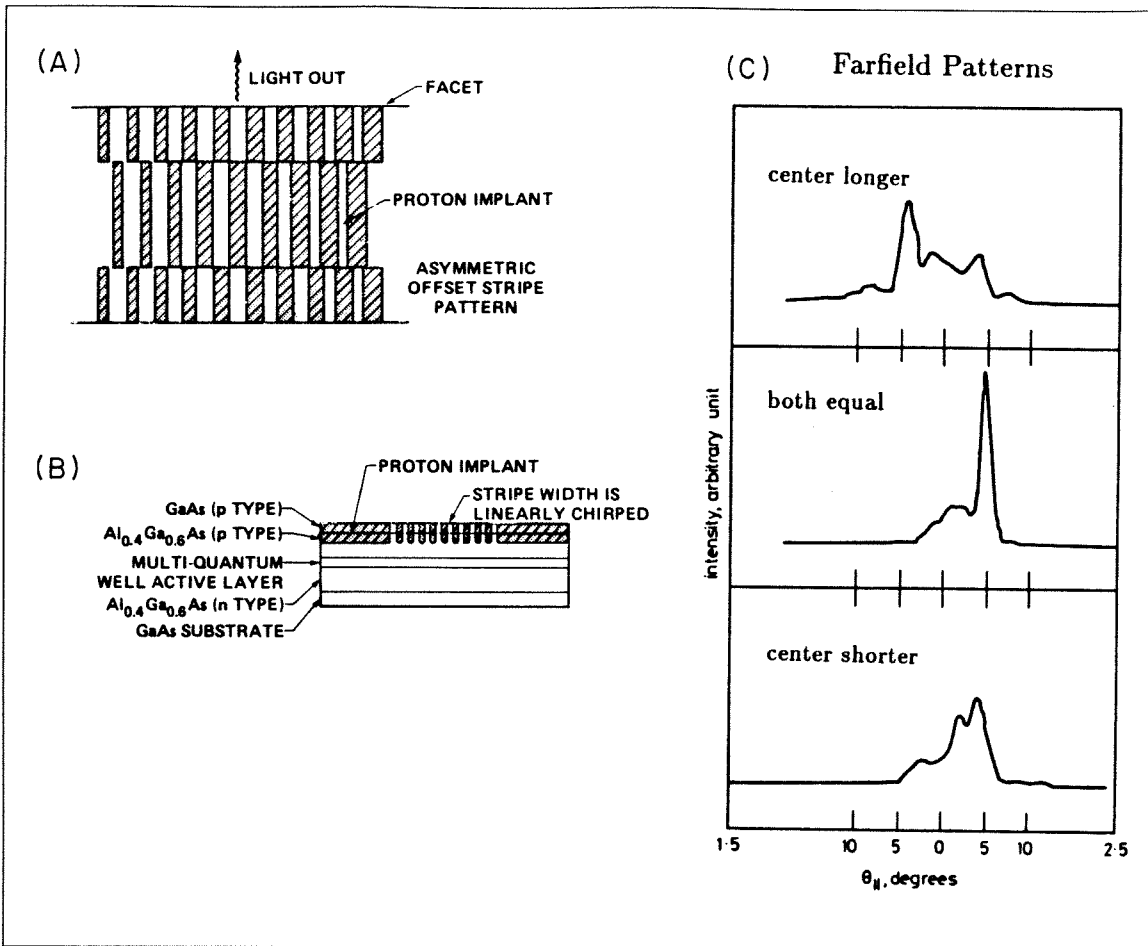 (A)
LIGHT OUT
FACET
PROTON IMPLANT
ASYMMETRIC
OFFSET STRIPE
PATTERN
(B)
PROTON IMPLANT
STRIPE WIDTH IS
LINEARLY CHIRPED
GaAs (p TYPE)
Al0.4Ga0.6As (p TYPE)
MULTI-QUANTUM
WELL ACTIVE LAYER
Al0.4Ga0.6As (n TYPE)
GaAs SUBSTRATE
(C) Farfield Patterns
center longer
both equal
center shorter
intensity, arbitrary unit
1·5 10 5 0 5 10 2·5
θ||, degrees